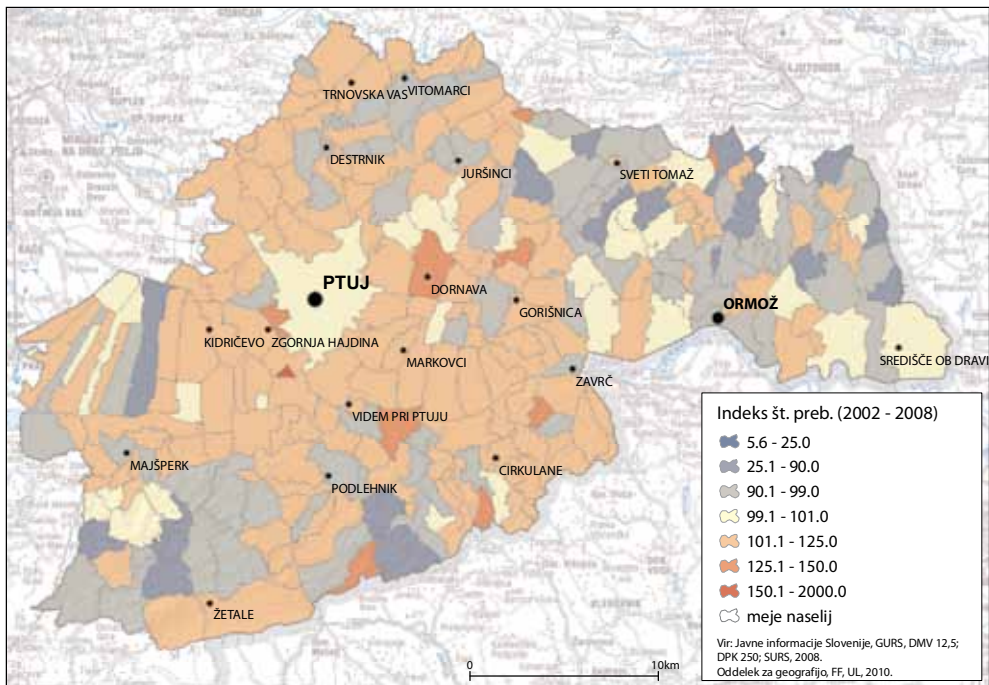 TRNOVSKA VAS
VITOMARCI
DESTRNIK
JURŠINCI
SVETI TOMAŽ
PTUJ
DORNAVA
GORIŠNICA
ORMOŽ
KIDRIČEVO
ZGORNJA HAJDINA
MARKOVCI
SREDIŠČE OB DRAVI
ZAVRČ
VIDEM PRI PTUJU
MAJŠPERK
PODLEHNIK
CIRKULANE
ŽETALE
Indeks št. preb. (2002 - 2008)
5.6 - 25.0
25.1 - 90.0
90.1 - 99.0
99.1 - 101.0
101.1 - 125.0
125.1 - 150.0
150.1 - 2000.0
meje naselij
Vir: Javne informacije Slovenije, GURS, DMV 12,5;
DPK 250; SURS, 2008.
Oddelek za geografijo, FF, UL, 2010.
0 10km